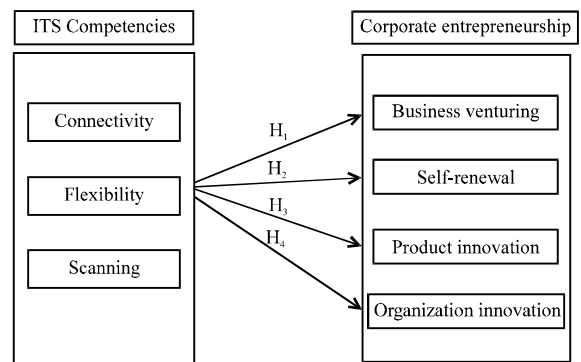 ITS Competencies
Corporate entrepreneurship
Connectivity
Flexibility
Scanning
H₁
H₂
H₃
H₄
Business venturing
Self-renewal
Product innovation
Organization innovation